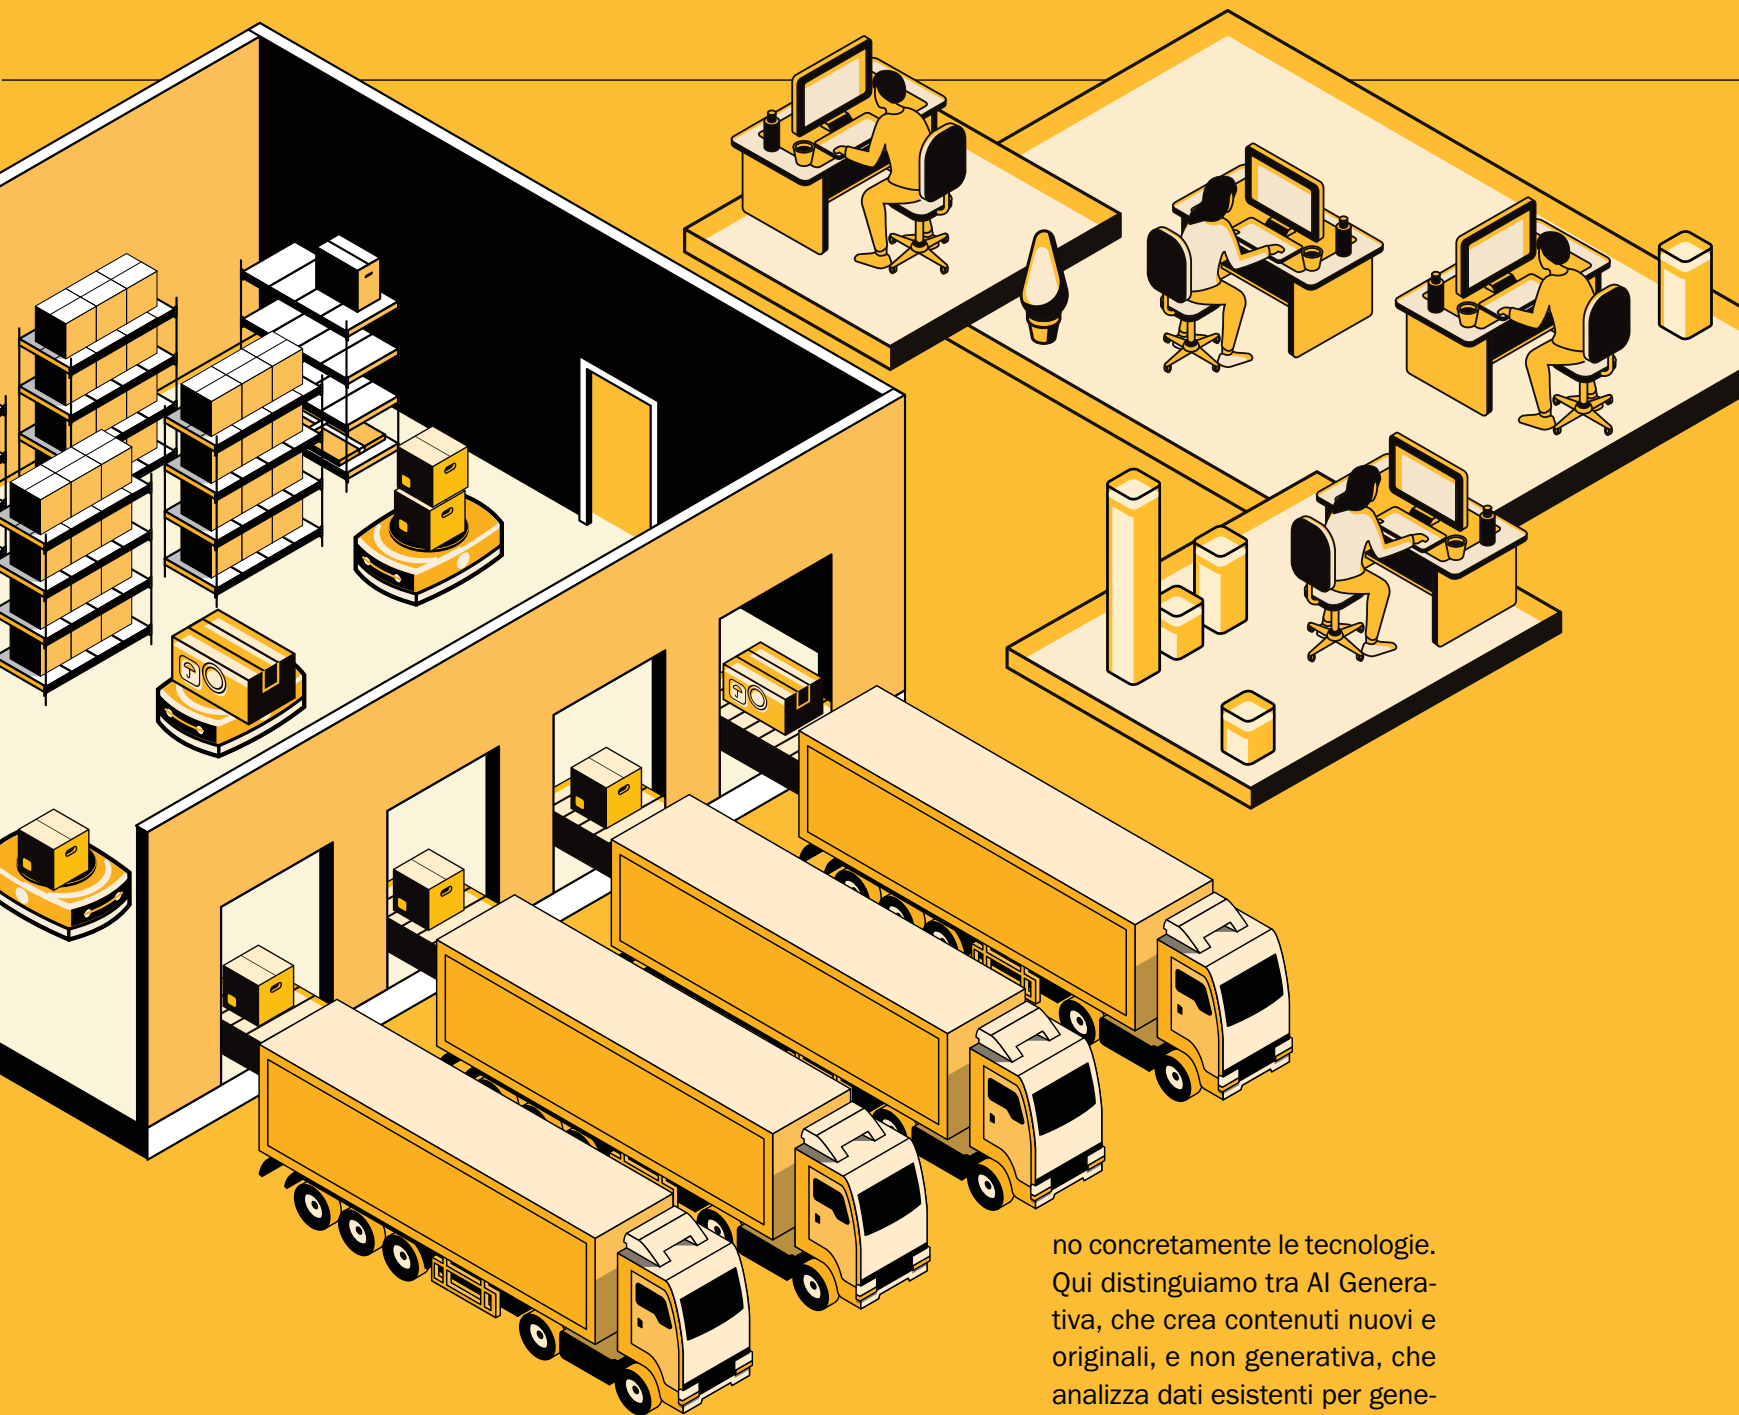 no concretamente le tecnologie.
Qui distinguiamo tra AI Genera-
tiva, che crea contenuti nuovi e
originali, e non generativa, che
analizza dati esistenti per gene-